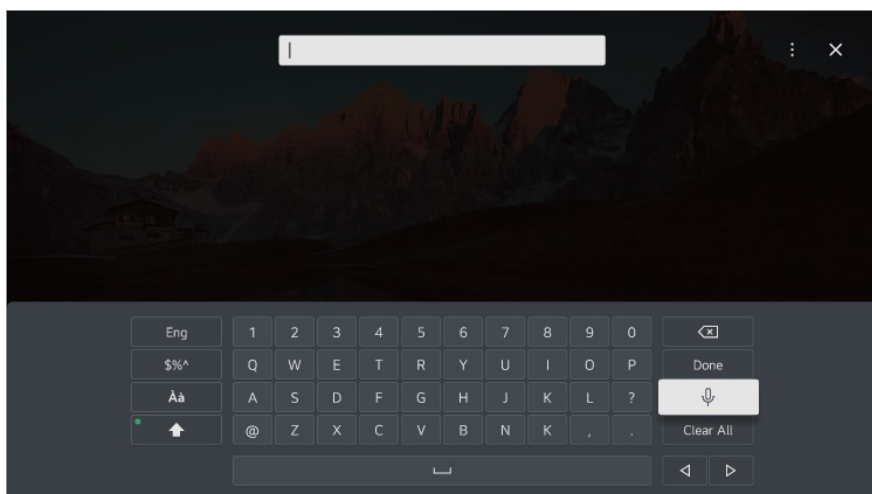 Eng 1 2 3 4 5 6 7 8 9 0
$%^ Q W E T R Y U I O P Done
Àà A S D F G H J K L ?
@ Z X C V B N K , . Clear All